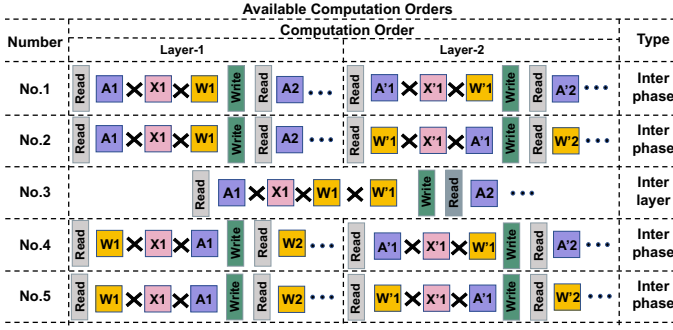 Available Computation Orders
Number Computation Order Type
Layer-1 Layer-2
No.1 Read A1 × X1 × W1 Write Read A2 ••• Read A'1 × X'1 × W'1 Write Read A'2 ••• Inter phase
No.2 Read A1 × X1 × W1 Write Read A2 ••• Read W'1 × X'1 × A'1 Write Read W'2 ••• Inter phase
No.3 Read A1 × X1 × W1 × W'1 Write Read A2 ••• Inter layer
No.4 Read W1 × X1 × A1 Write Read W2 ••• Read A'1 × X'1 × W'1 Write Read A'2 ••• Inter phase
No.5 Read W1 × X1 × A1 Write Read W2 ••• Read W'1 × X'1 × A'1 Write Read W'2 ••• Inter phase